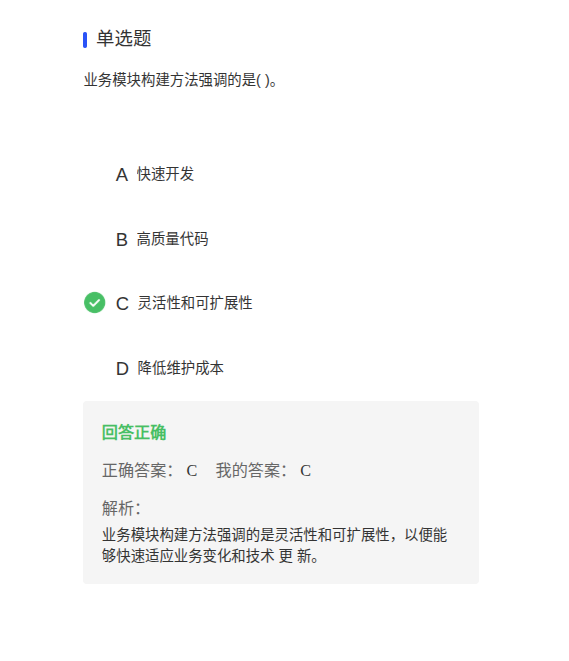 单选题
业务模块构建方法强调的是( )。
A 快速开发
B 高质量代码
C 灵活性和可扩展性
D 降低维护成本
回答正确
正确答案： C 我的答案： C
解析：
业务模块构建方法强调的是灵活性和可扩展性，以便能
够快速适应业务变化和技术 更 新。